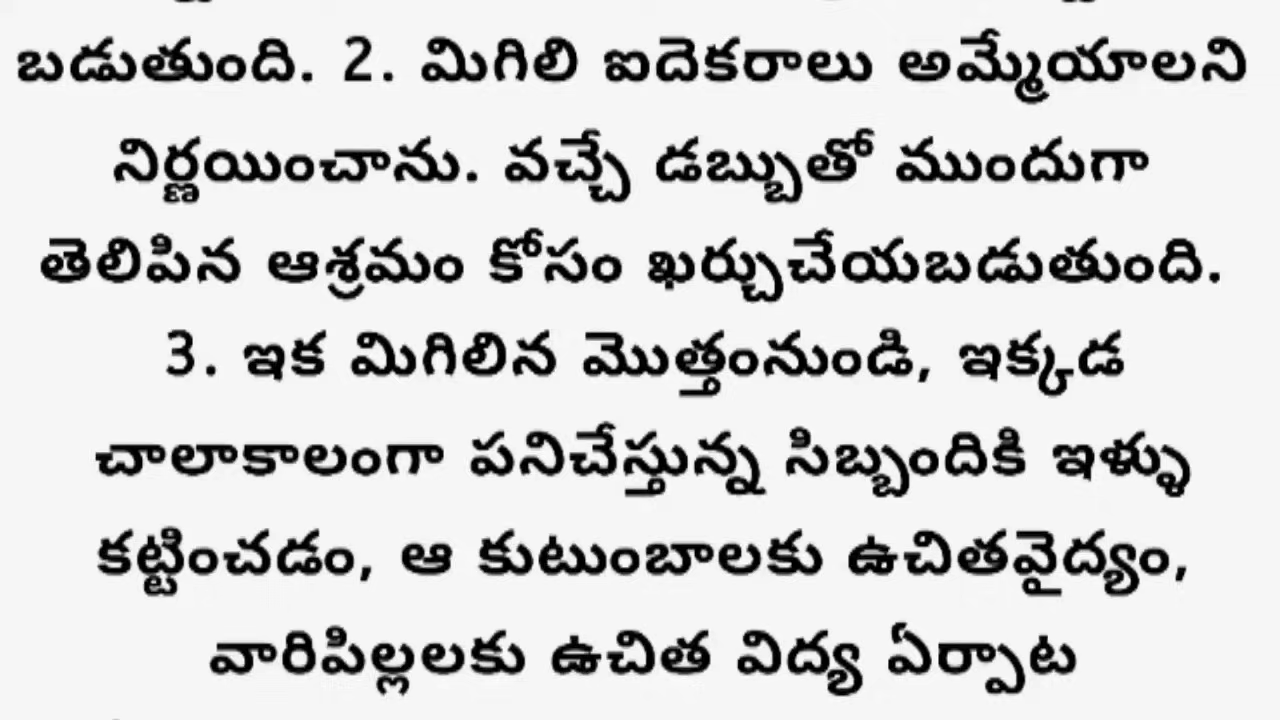 బడుతుంది. 2. మిగిలి ఐదెకరాలు అమ్మేయాలని
నిర్ణయించాను. వచ్చే డబ్బుతో ముందుగా
తెలిపిన ఆశ్రమం కోసం ఖర్చుచేయబడుతుంది.
3. ఇక మిగిలిన మొత్తంనుండి, ఇక్కడ
చాలాకాలంగా పనిచేస్తున్న సిబ్బందికి ఇళ్ళు
కట్టించడం, ఆ కుటుంబాలకు ఉచితవైద్యం,
వారిపిల్లలకు ఉచిత విద్య ఏర్పాట